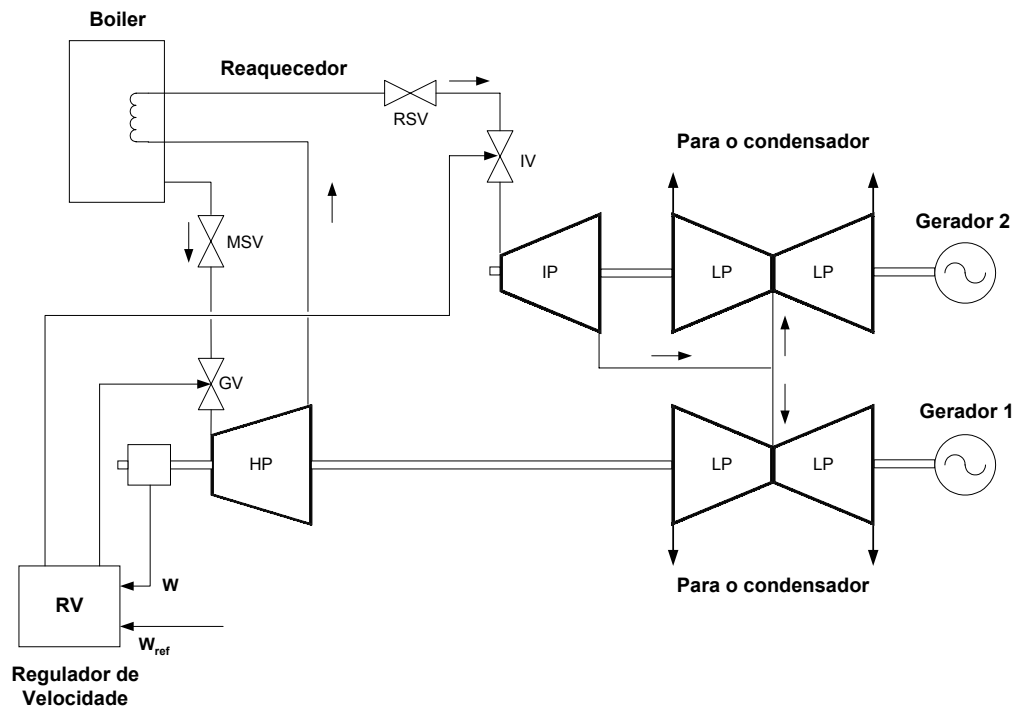 Boiler
Reaquecedor
RSV
IV
Para o condensador
MSV
Gerador 2
IP
LP
LP
GV
Gerador 1
HP
LP
LP
W
RV
Para o condensador
Wref
Regulador de
Velocidade